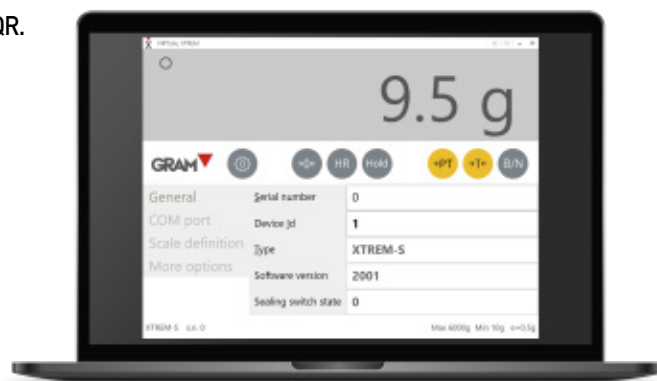 QR.
VIRTUAL XTREM
9.5 g
GRAM
→0← HR Hold →PT →T← B/N
General
COM port
Scale definition
More options
Serial number 0
Device Id 1
Type XTREM-S
Software version 2001
Sealing switch state 0
XTREM-S s.n. 0
Max 6000g Min 10g e=0,5g